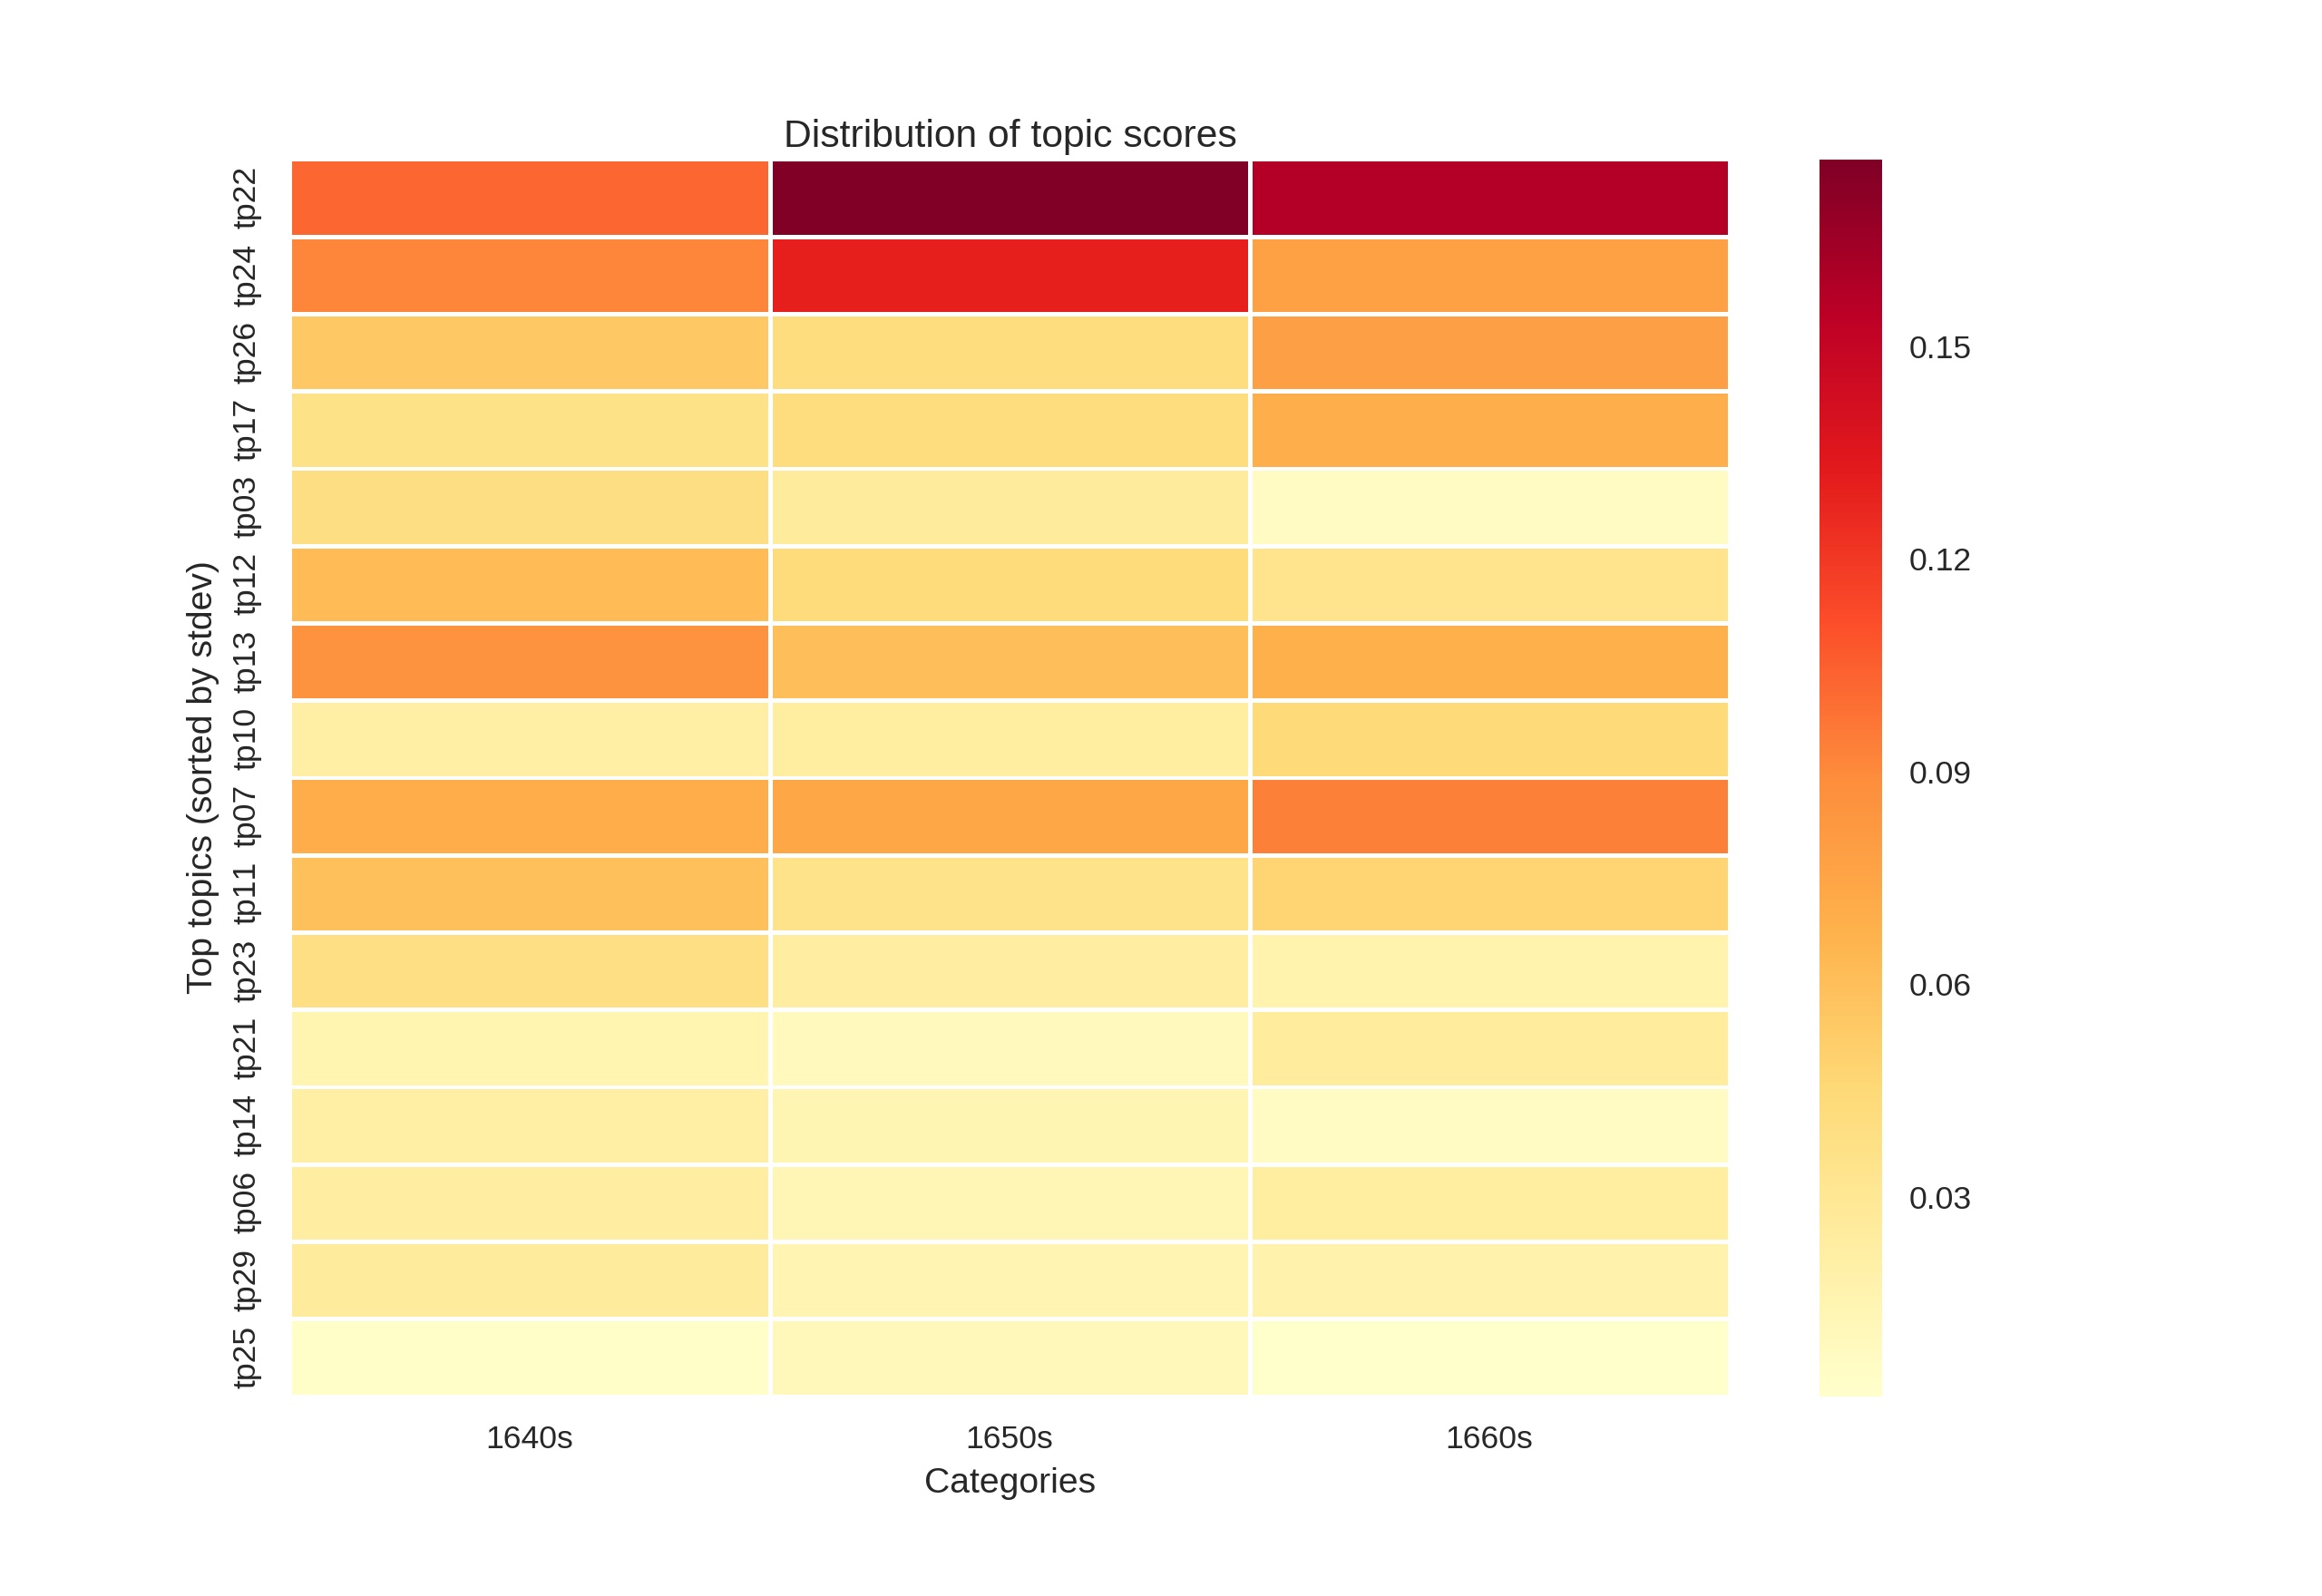 Distribution of topic scores
Top topics (sorted by stdev)
tp22
tp24
tp26
tp17
tp03
tp12
tp13
tp10
tp07
tp11
tp23
tp21
tp14
tp06
tp29
tp25
1640s
1650s
1660s
Categories
0.15
0.12
0.09
0.06
0.03